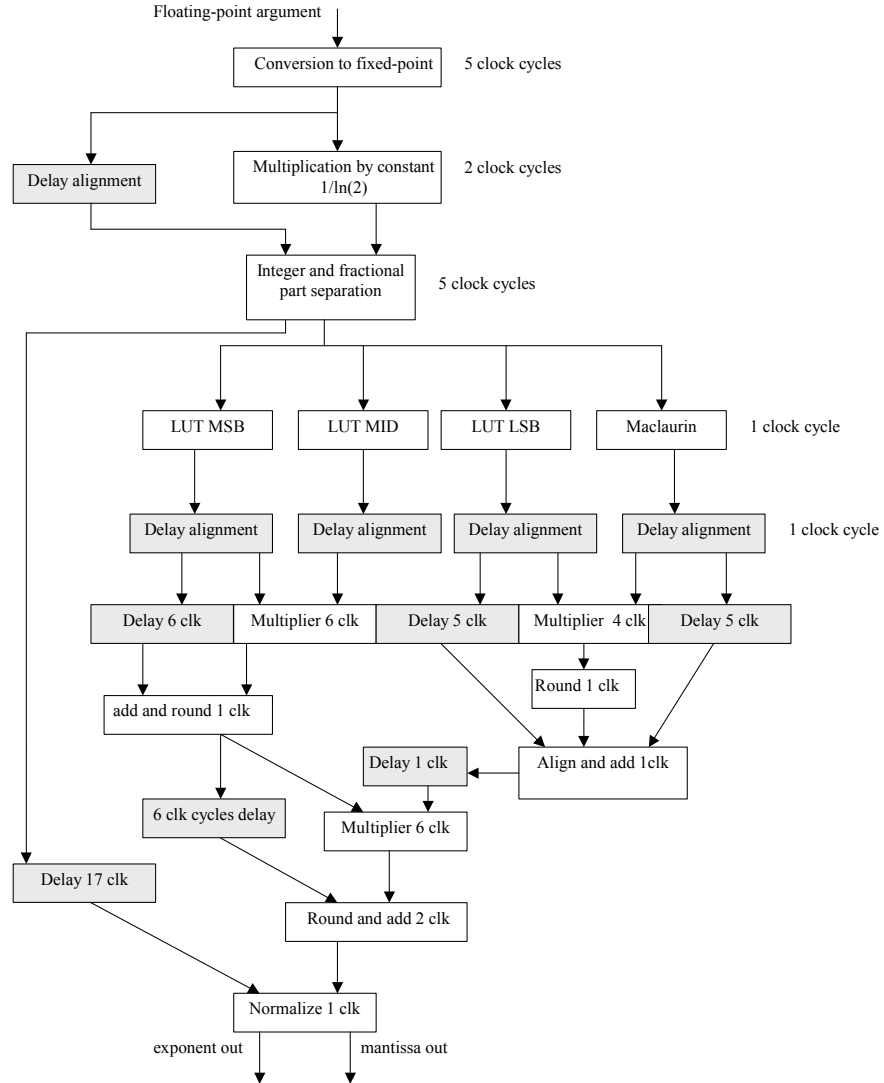 Floating-point argument
Conversion to fixed-point
5 clock cycles
Delay alignment
Multiplication by constant
1/ln(2)
2 clock cycles
Integer and fractional
part separation
5 clock cycles
LUT MSB
LUT MID
LUT LSB
Maclaurin
1 clock cycle
Delay alignment
Delay alignment
Delay alignment
Delay alignment
1 clock cycle
Delay 6 clk
Multiplier 6 clk
Delay 5 clk
Multiplier 4 clk
Delay 5 clk
Round 1 clk
add and round 1 clk
Delay 1 clk
Align and add 1clk
6 clk cycles delay
Multiplier 6 clk
Delay 17 clk
Round and add 2 clk
Normalize 1 clk
exponent out
mantissa out